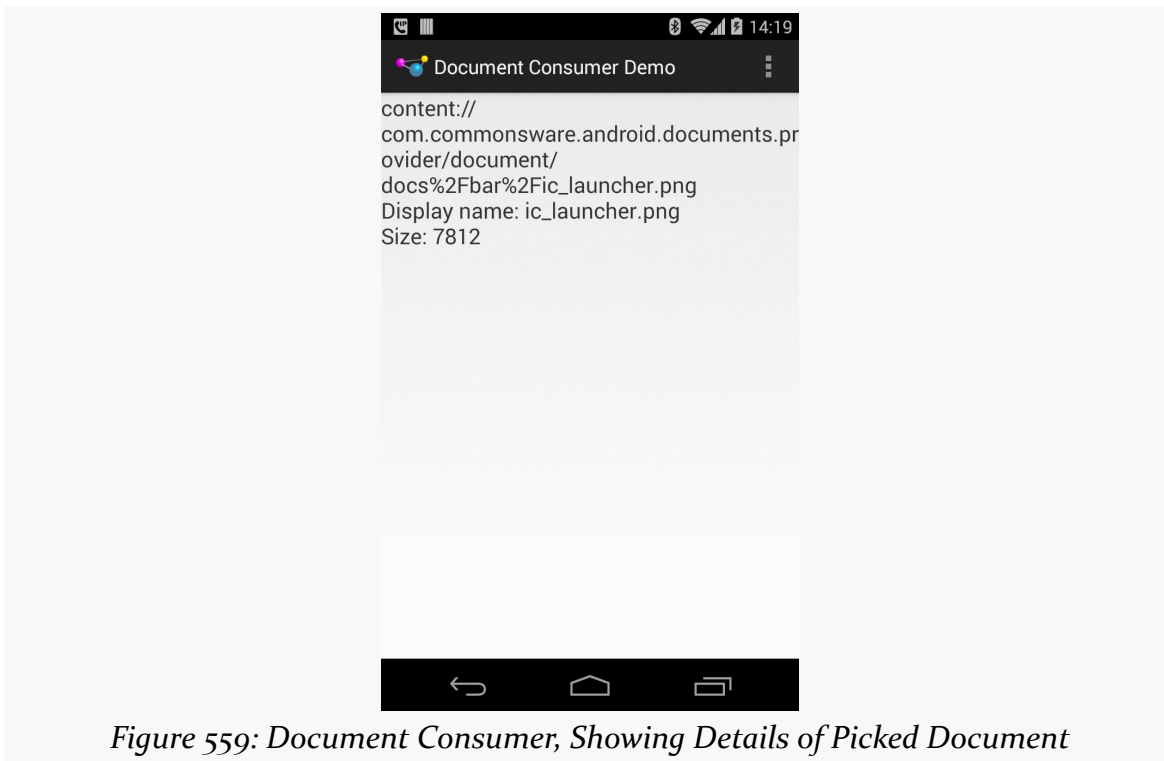 14:19
Document Consumer Demo
content://
com.commonsware.android.documents.pr
ovider/document/
docs%2Fbar%2Fic_launcher.png
Display name: ic_launcher.png
Size: 7812
Figure 559: Document Consumer, Showing Details of Picked Document